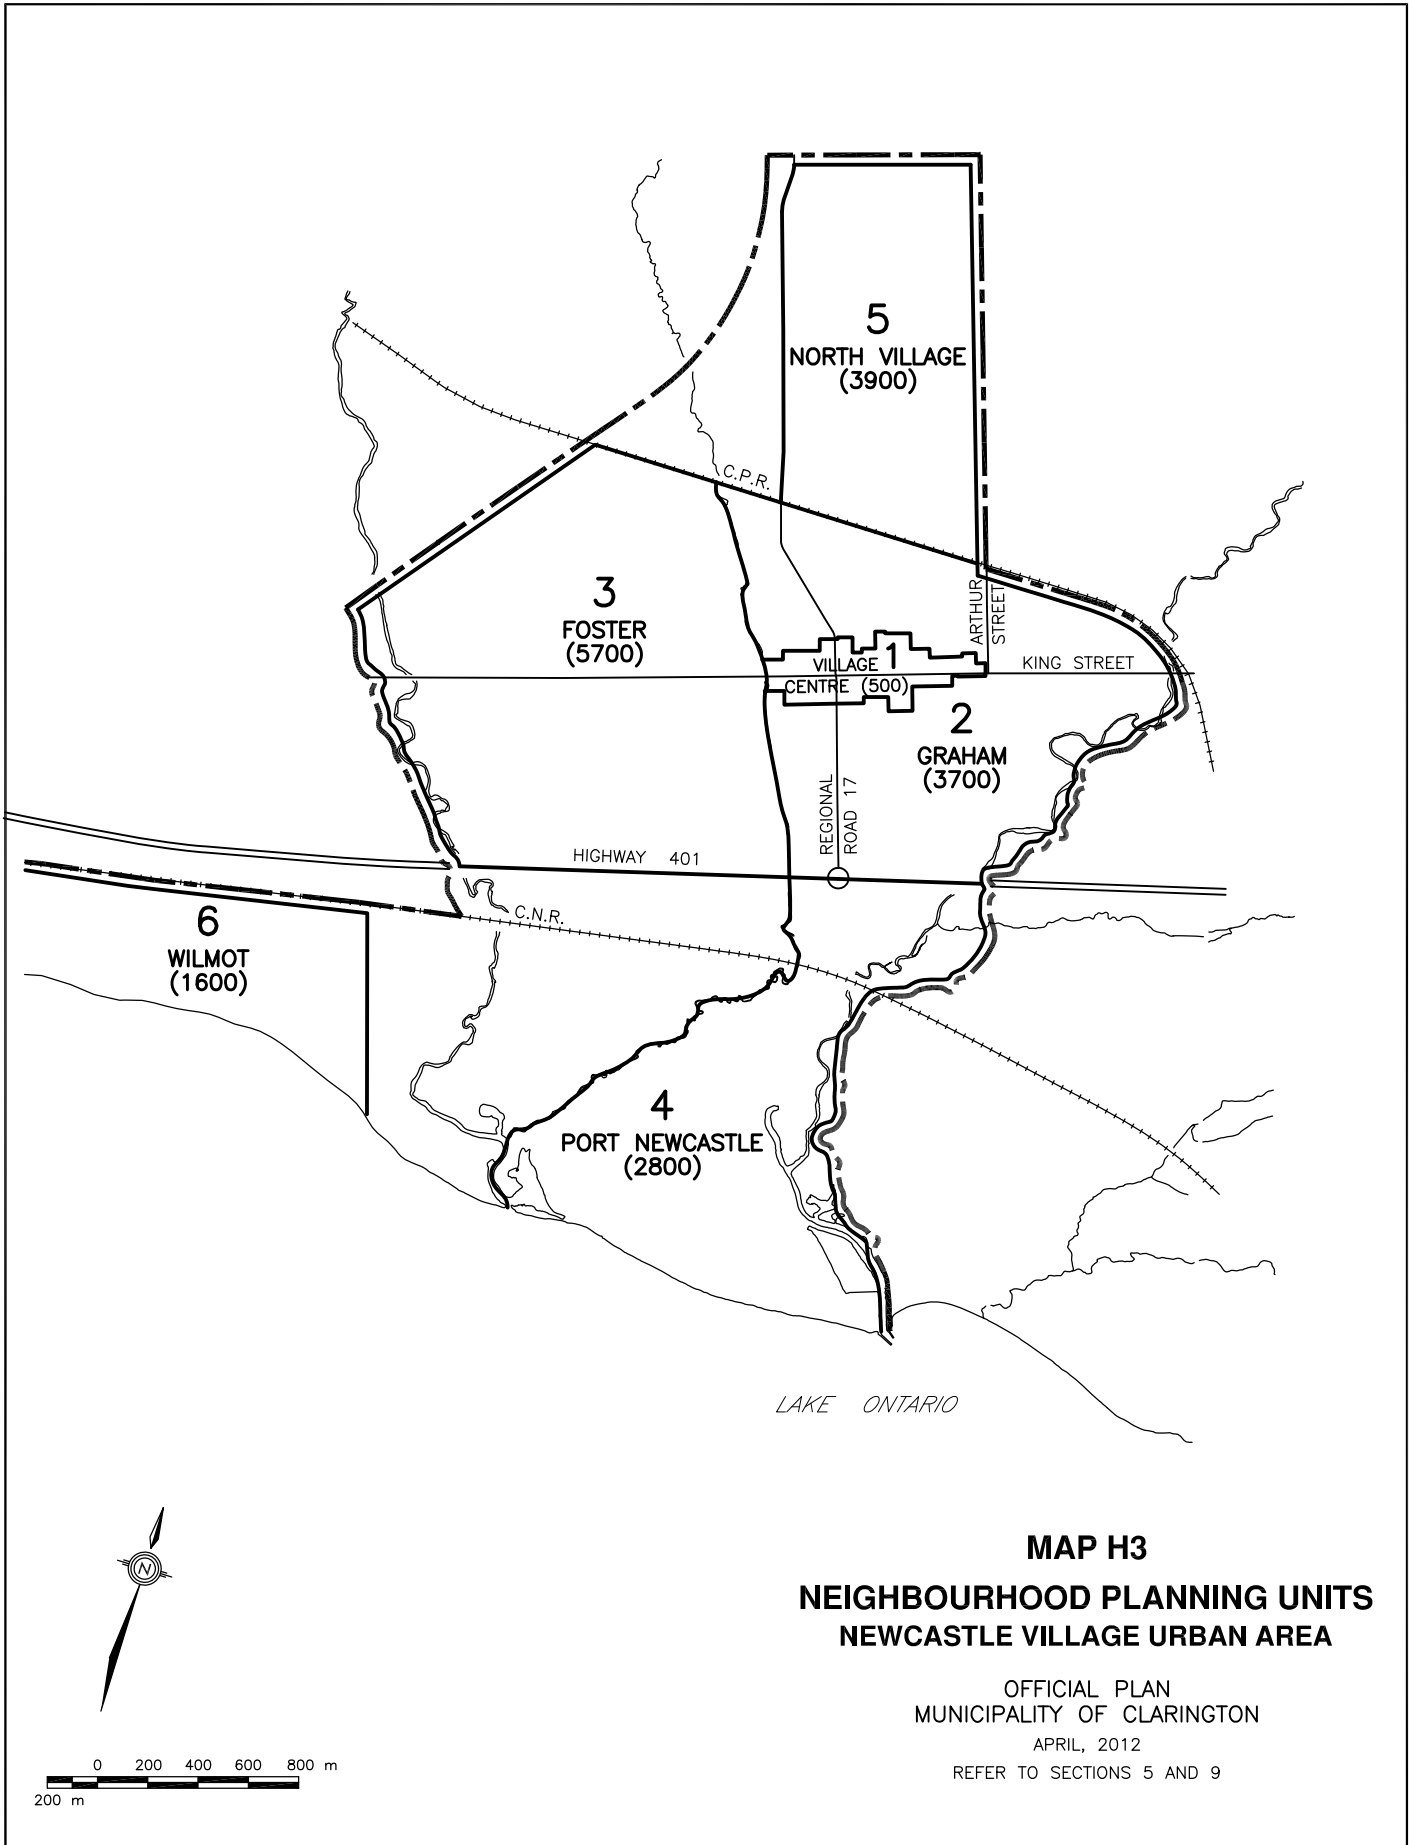 5
NORTH VILLAGE
(3900)
C.P.R.
3
FOSTER
(5700)
ARTHUR
STREET
1
VILLAGE
CENTRE (500)
KING STREET
2
GRAHAM
(3700)
REGIONAL
ROAD 17
HIGHWAY 401
C.N.R.
6
WILMOT
(1600)
4
PORT NEWCASTLE
(2800)
LAKE ONTARIO
N
MAP H3
NEIGHBOURHOOD PLANNING UNITS
NEWCASTLE VILLAGE URBAN AREA
OFFICIAL PLAN
MUNICIPALITY OF CLARINGTON
APRIL, 2012
REFER TO SECTIONS 5 AND 9
0 200 400 600 800 m
200 m